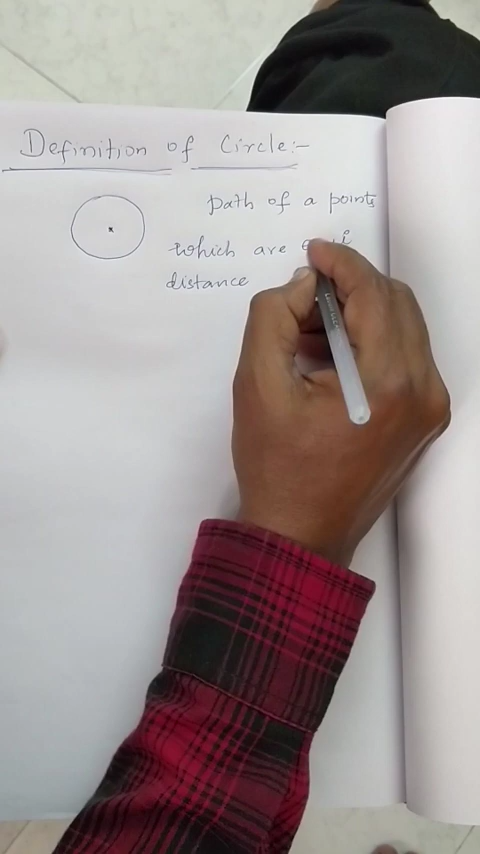 Definition of Circle:-
path of a points
which are
distance